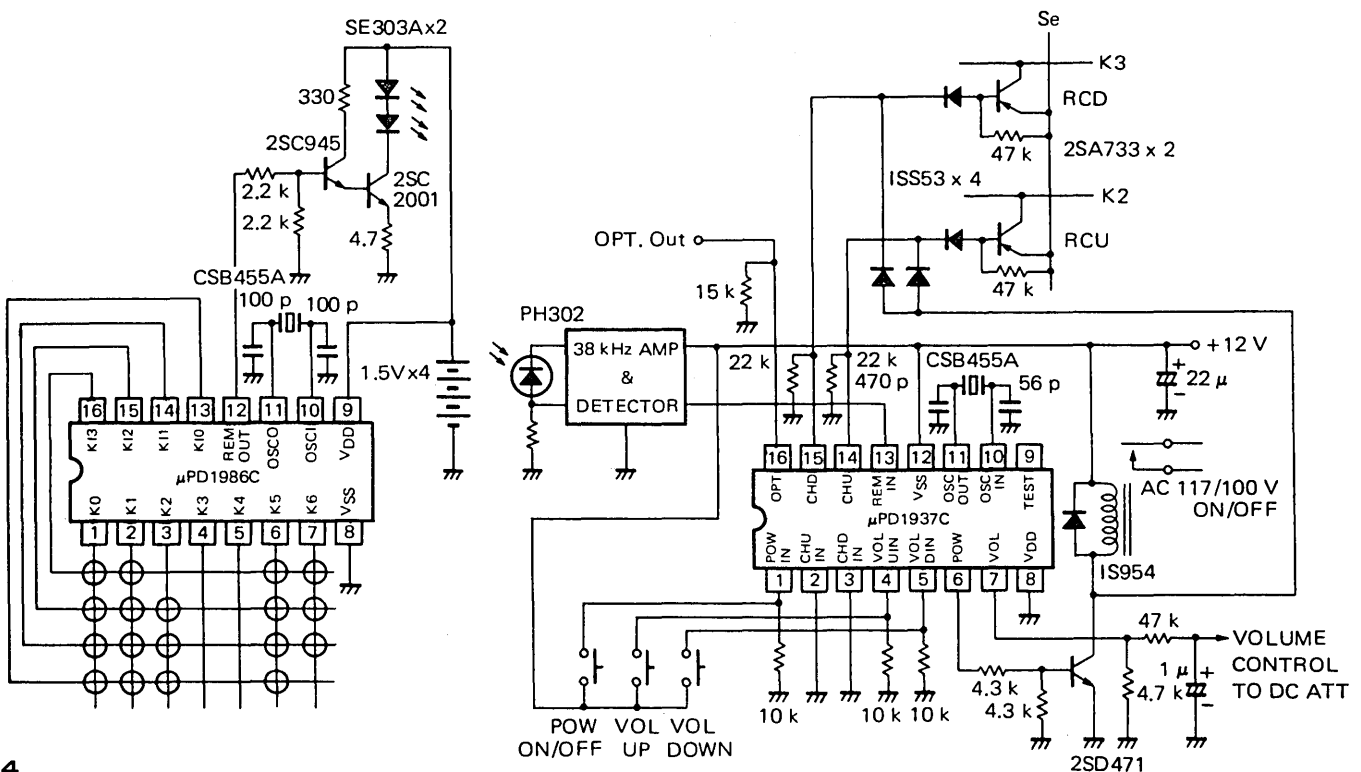 SE303Ax2
330
2SC945
2.2 k
2.2 k
2SC
2001
4.7
CSB455A
100 p
100 p
1.5Vx4
16
15
14
13
12
11
10
9
KI3
KI2
KI1
KI0
REM OUT
OSCO
OSCI
VDD
μPD1986C
K0
K1
K2
K3
K4
K5
K6
VSS
1
2
3
4
5
6
7
8
Se
K3
RCD
47 k
2SA733 x 2
ISS53 x 4
K2
RCU
47 k
OPT. Out
15 k
PH302
38 kHz AMP
&
DETECTOR
22 k
22 k
470 p
CSB455A
56 p
+12 V
+
22 μ
-
16
15
14
13
12
11
10
9
OPT
CHD
CHU
REM IN
VSS
OSC OUT
OSC IN
TEST
μPD1937C
POW IN
CHU IN
CHD IN
VOL UIN
VOL DIN
POW
VOL
VDD
1
2
3
4
5
6
7
8
AC 117/100 V
ON/OFF
IS954
47 k
VOLUME
CONTROL
TO DC ATT
1 μ
+
-
4.7 k
4.3 k
4.3 k
2SD471
10 k
10 k
10 k
POW
ON/OFF
VOL
UP
VOL
DOWN
4